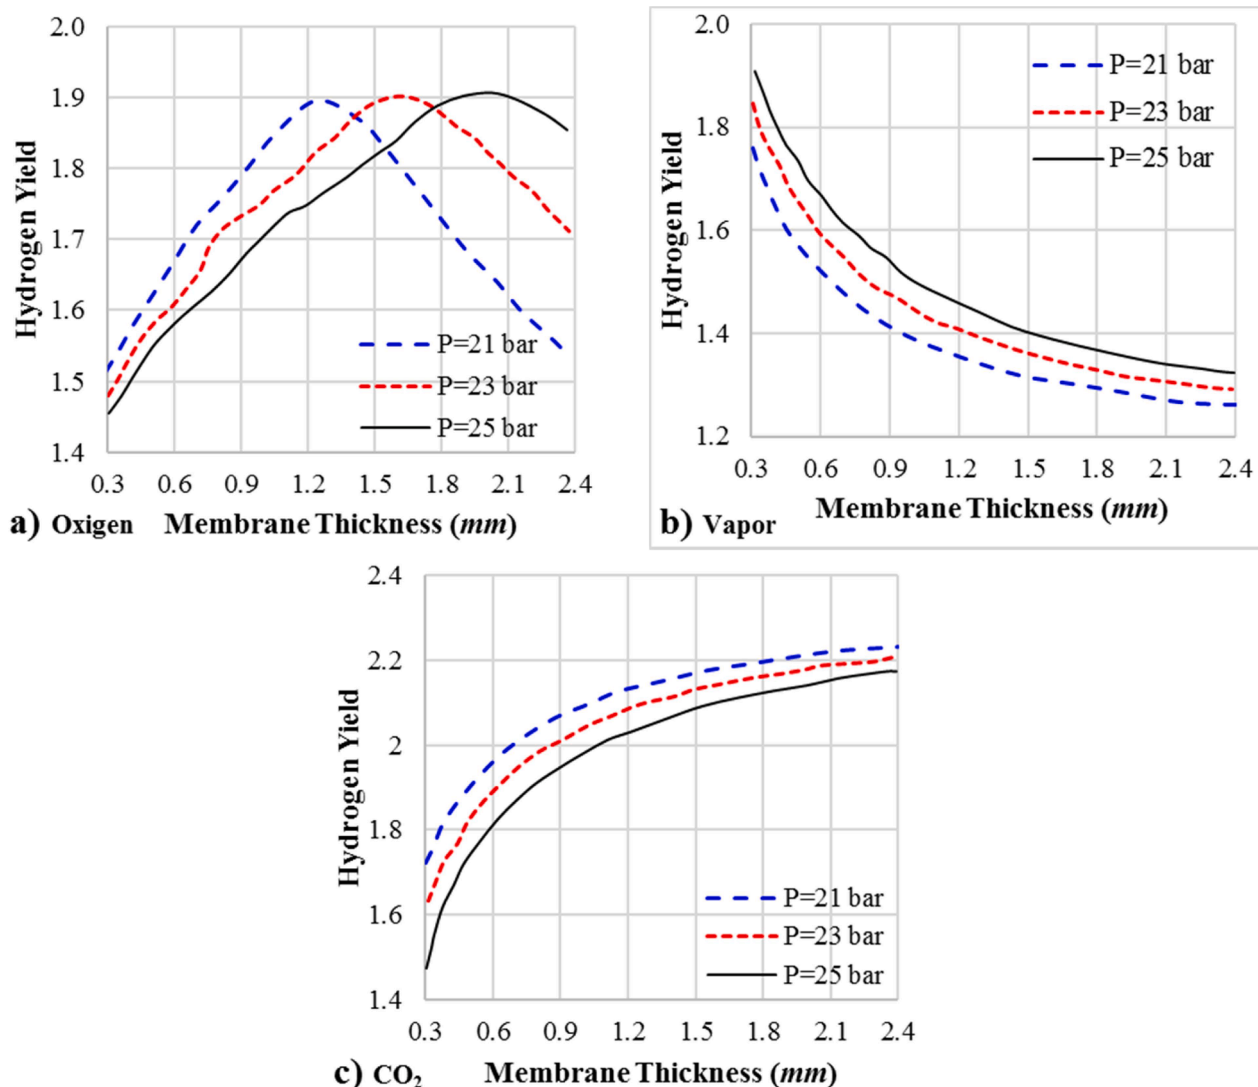 2.0
1.9
1.8
1.7
1.6
1.5
1.4
Hydrogen Yield
P=21 bar
P=23 bar
P=25 bar
0.3 0.6 0.9 1.2 1.5 1.8 2.1 2.4
a) Oxigen Membrane Thickness (mm)
2.0
1.8
1.6
1.4
1.2
Hydrogen Yield
P=21 bar
P=23 bar
P=25 bar
0.3 0.6 0.9 1.2 1.5 1.8 2.1 2.4
Membrane Thickness (mm)
b) Vapor
2.4
2.2
2
1.8
1.6
1.4
Hydrogen Yield
P=21 bar
P=23 bar
P=25 bar
0.3 0.6 0.9 1.2 1.5 1.8 2.1 2.4
c) CO₂ Membrane Thickness (mm)